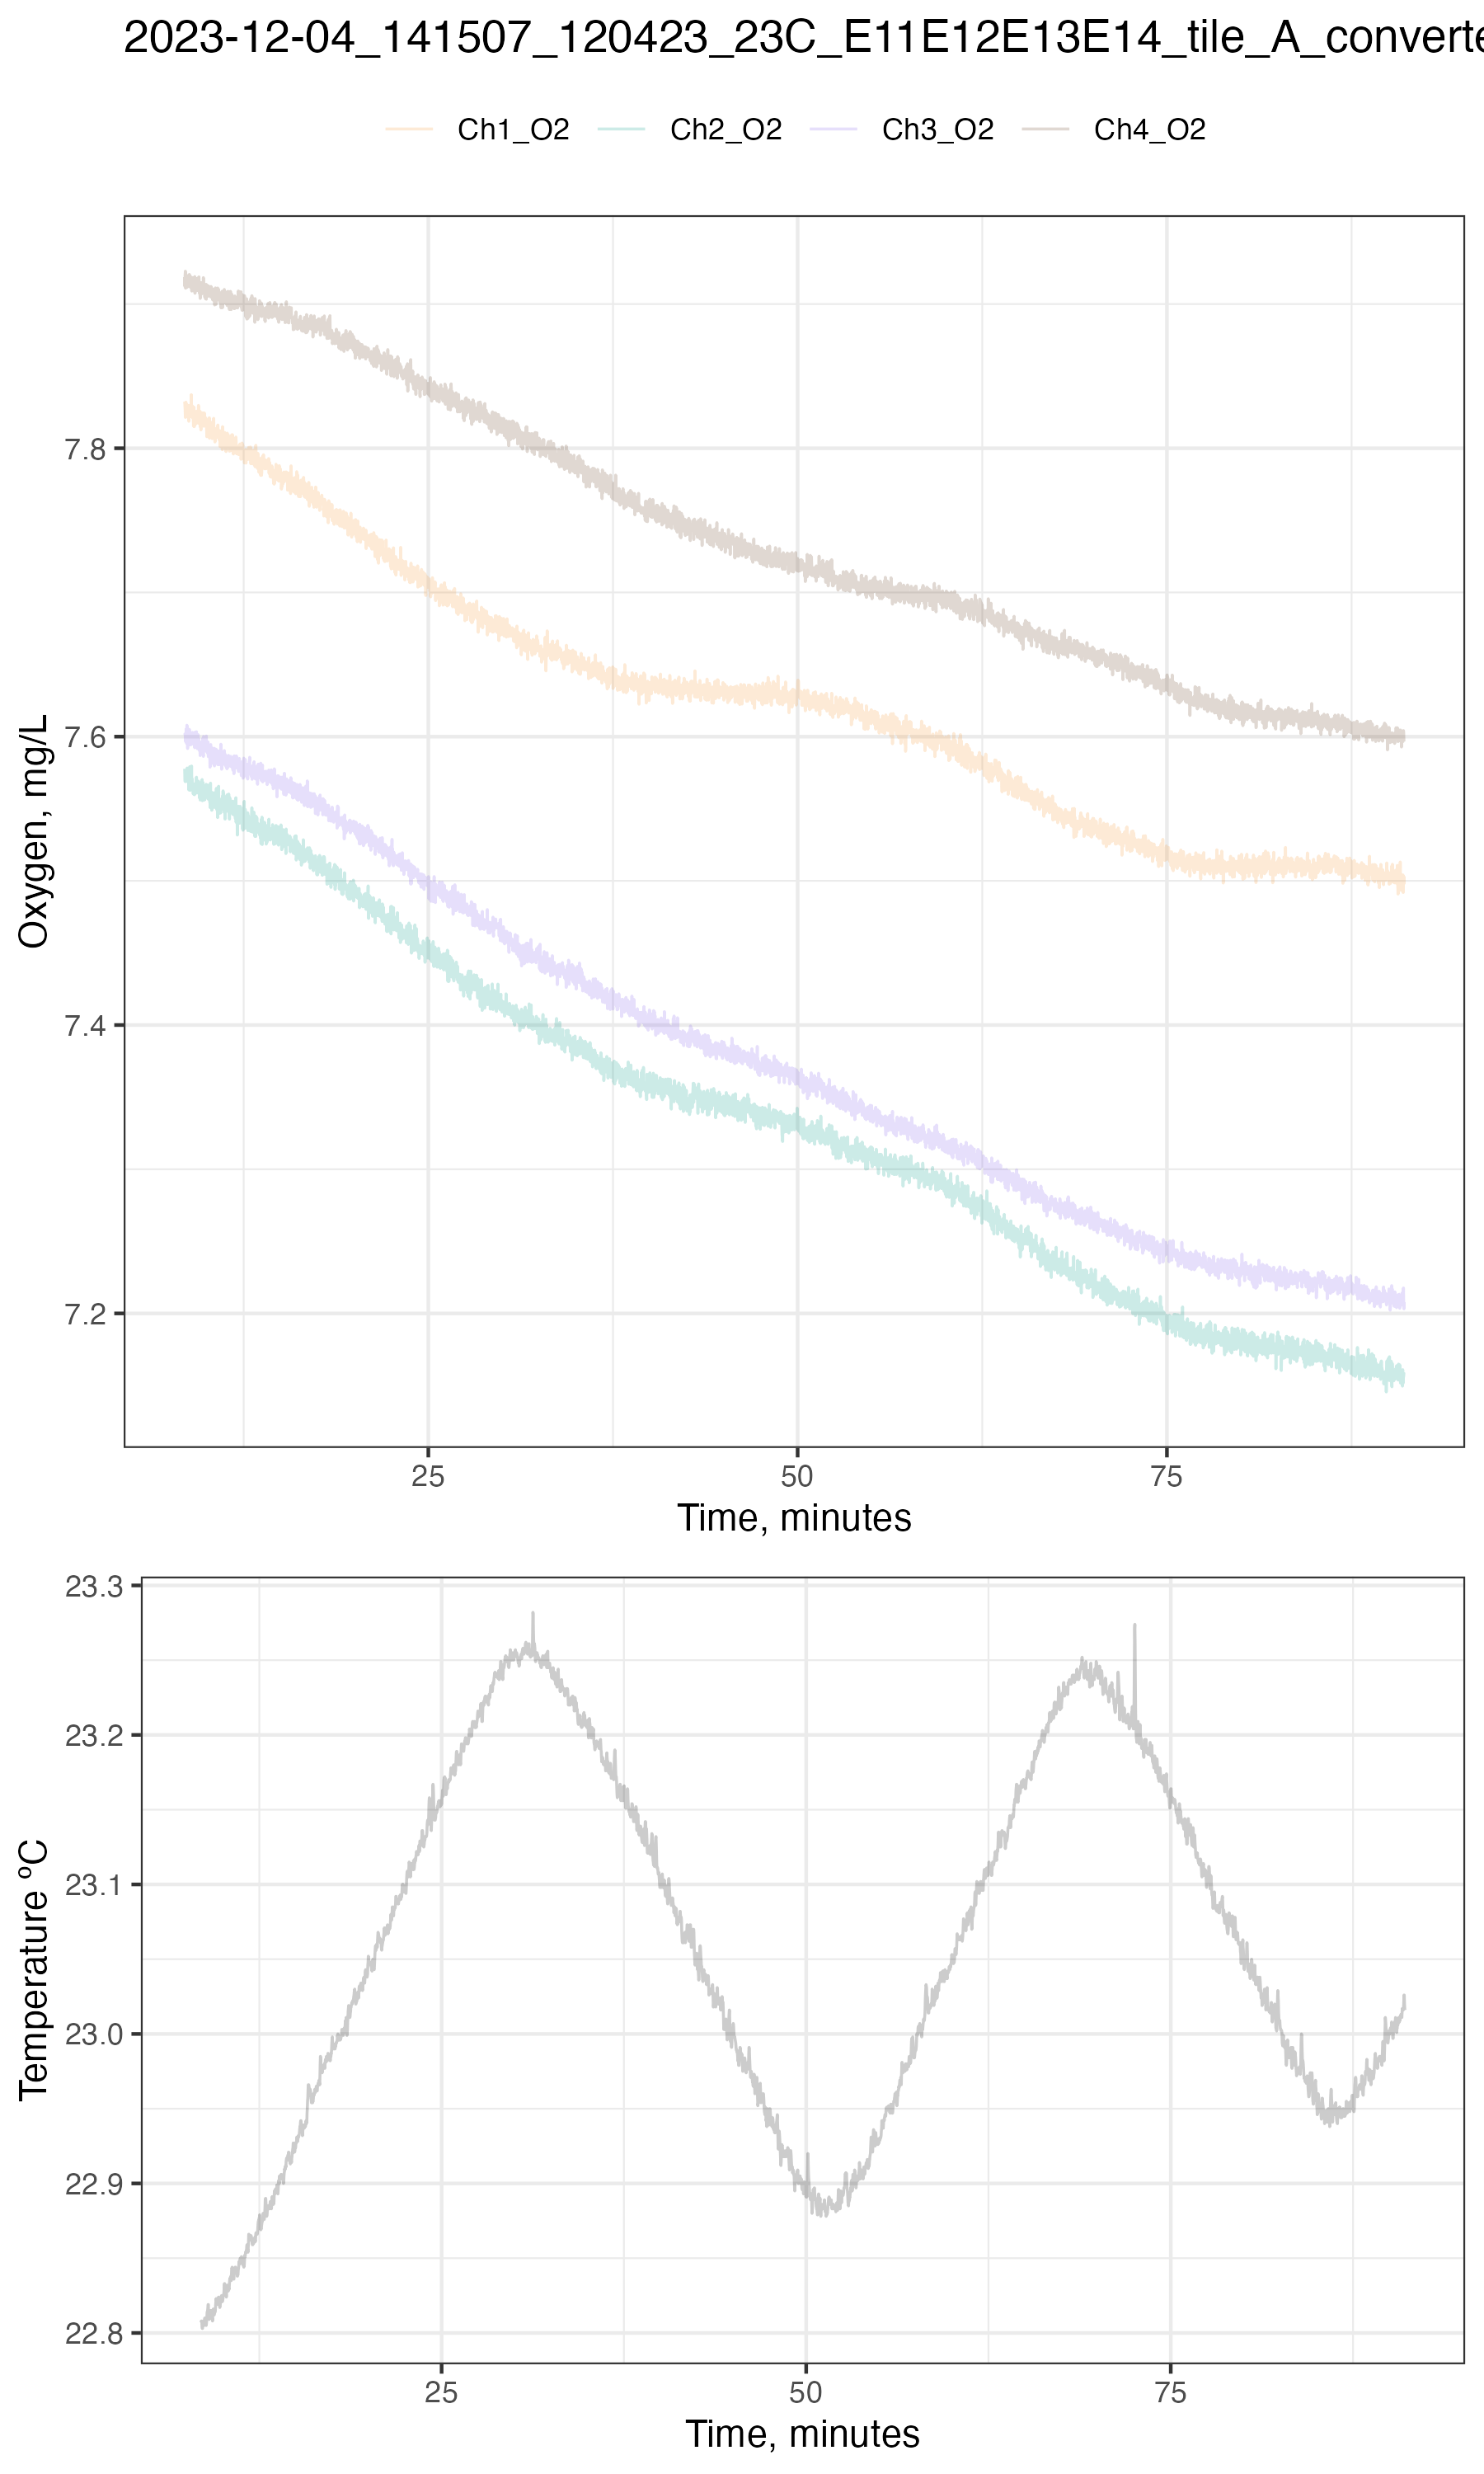 2023-12-04_141507_120423_23C_E11E12E13E14_tile_A_converte
Ch1_O2 Ch2_O2 Ch3_O2 Ch4_O2
7.8
7.6
7.4
7.2
Oxygen, mg/L
25 50 75
Time, minutes
23.3
23.2
23.1
23.0
22.9
22.8
Temperature ºC
25 50 75
Time, minutes